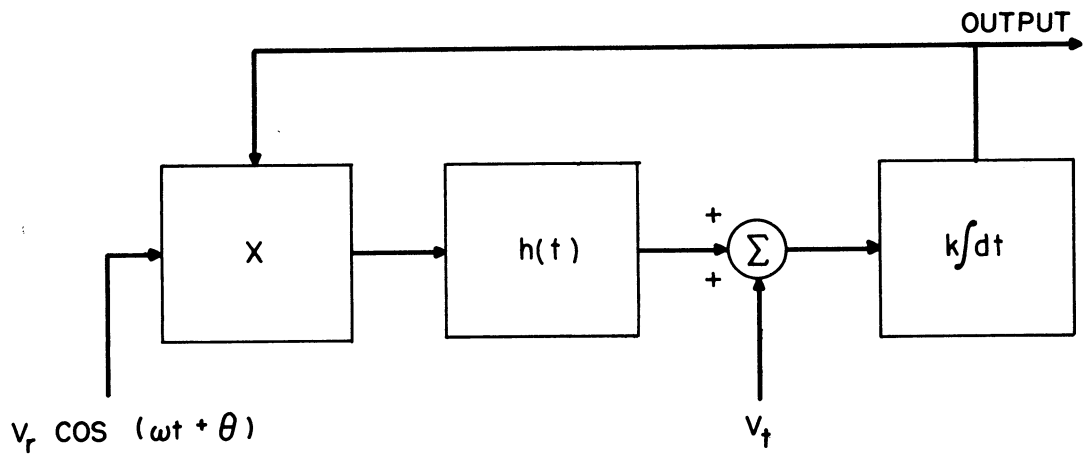 OUTPUT
X
h(t)
+
Σ
+
k∫dt
V_r COS (ωt + θ)
V_t